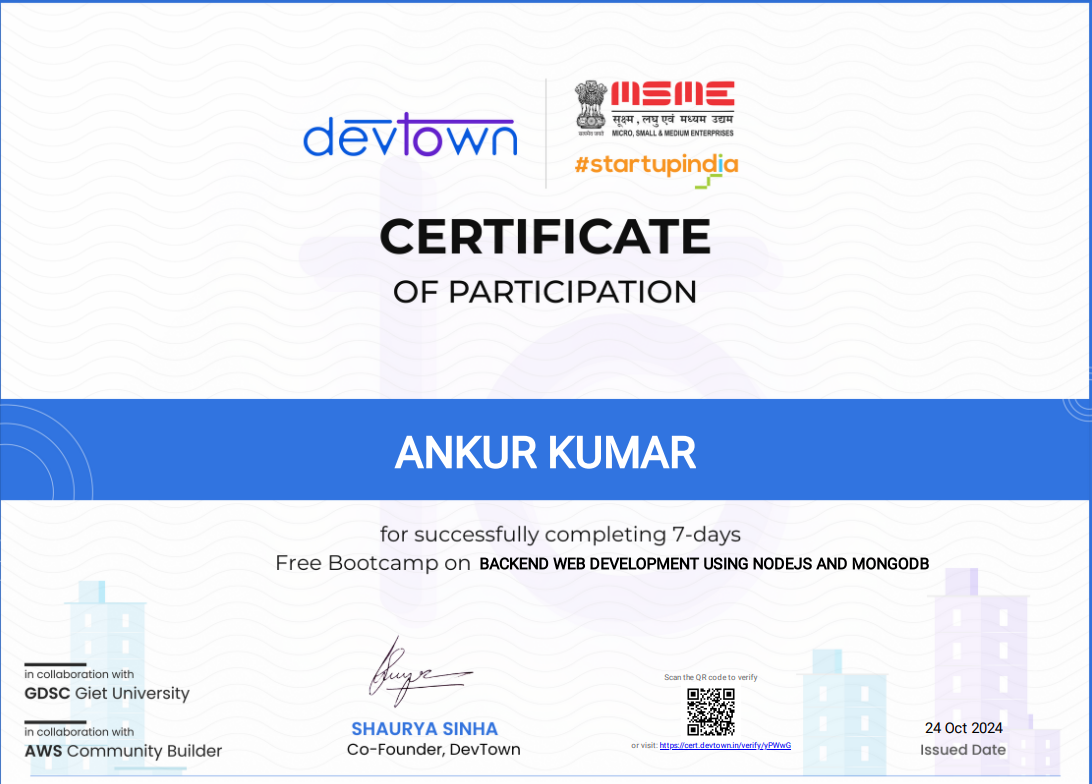 devtown
MSME
सूक्ष्म, लघु एवं मध्यम उद्यम
MICRO, SMALL & MEDIUM ENTERPRISES
#startupindia
CERTIFICATE
OF PARTICIPATION
ANKUR KUMAR
for successfully completing 7-days
Free Bootcamp on BACKEND WEB DEVELOPMENT USING NODEJS AND MONGODB
in collaboration with
GDSC Giet University
in collaboration with
AWS Community Builder
SHAURYA SINHA
Co-Founder, DevTown
Scan the QR code to verify
or visit: https://cert.devtown.in/verify/yPWwG
24 Oct 2024
Issued Date